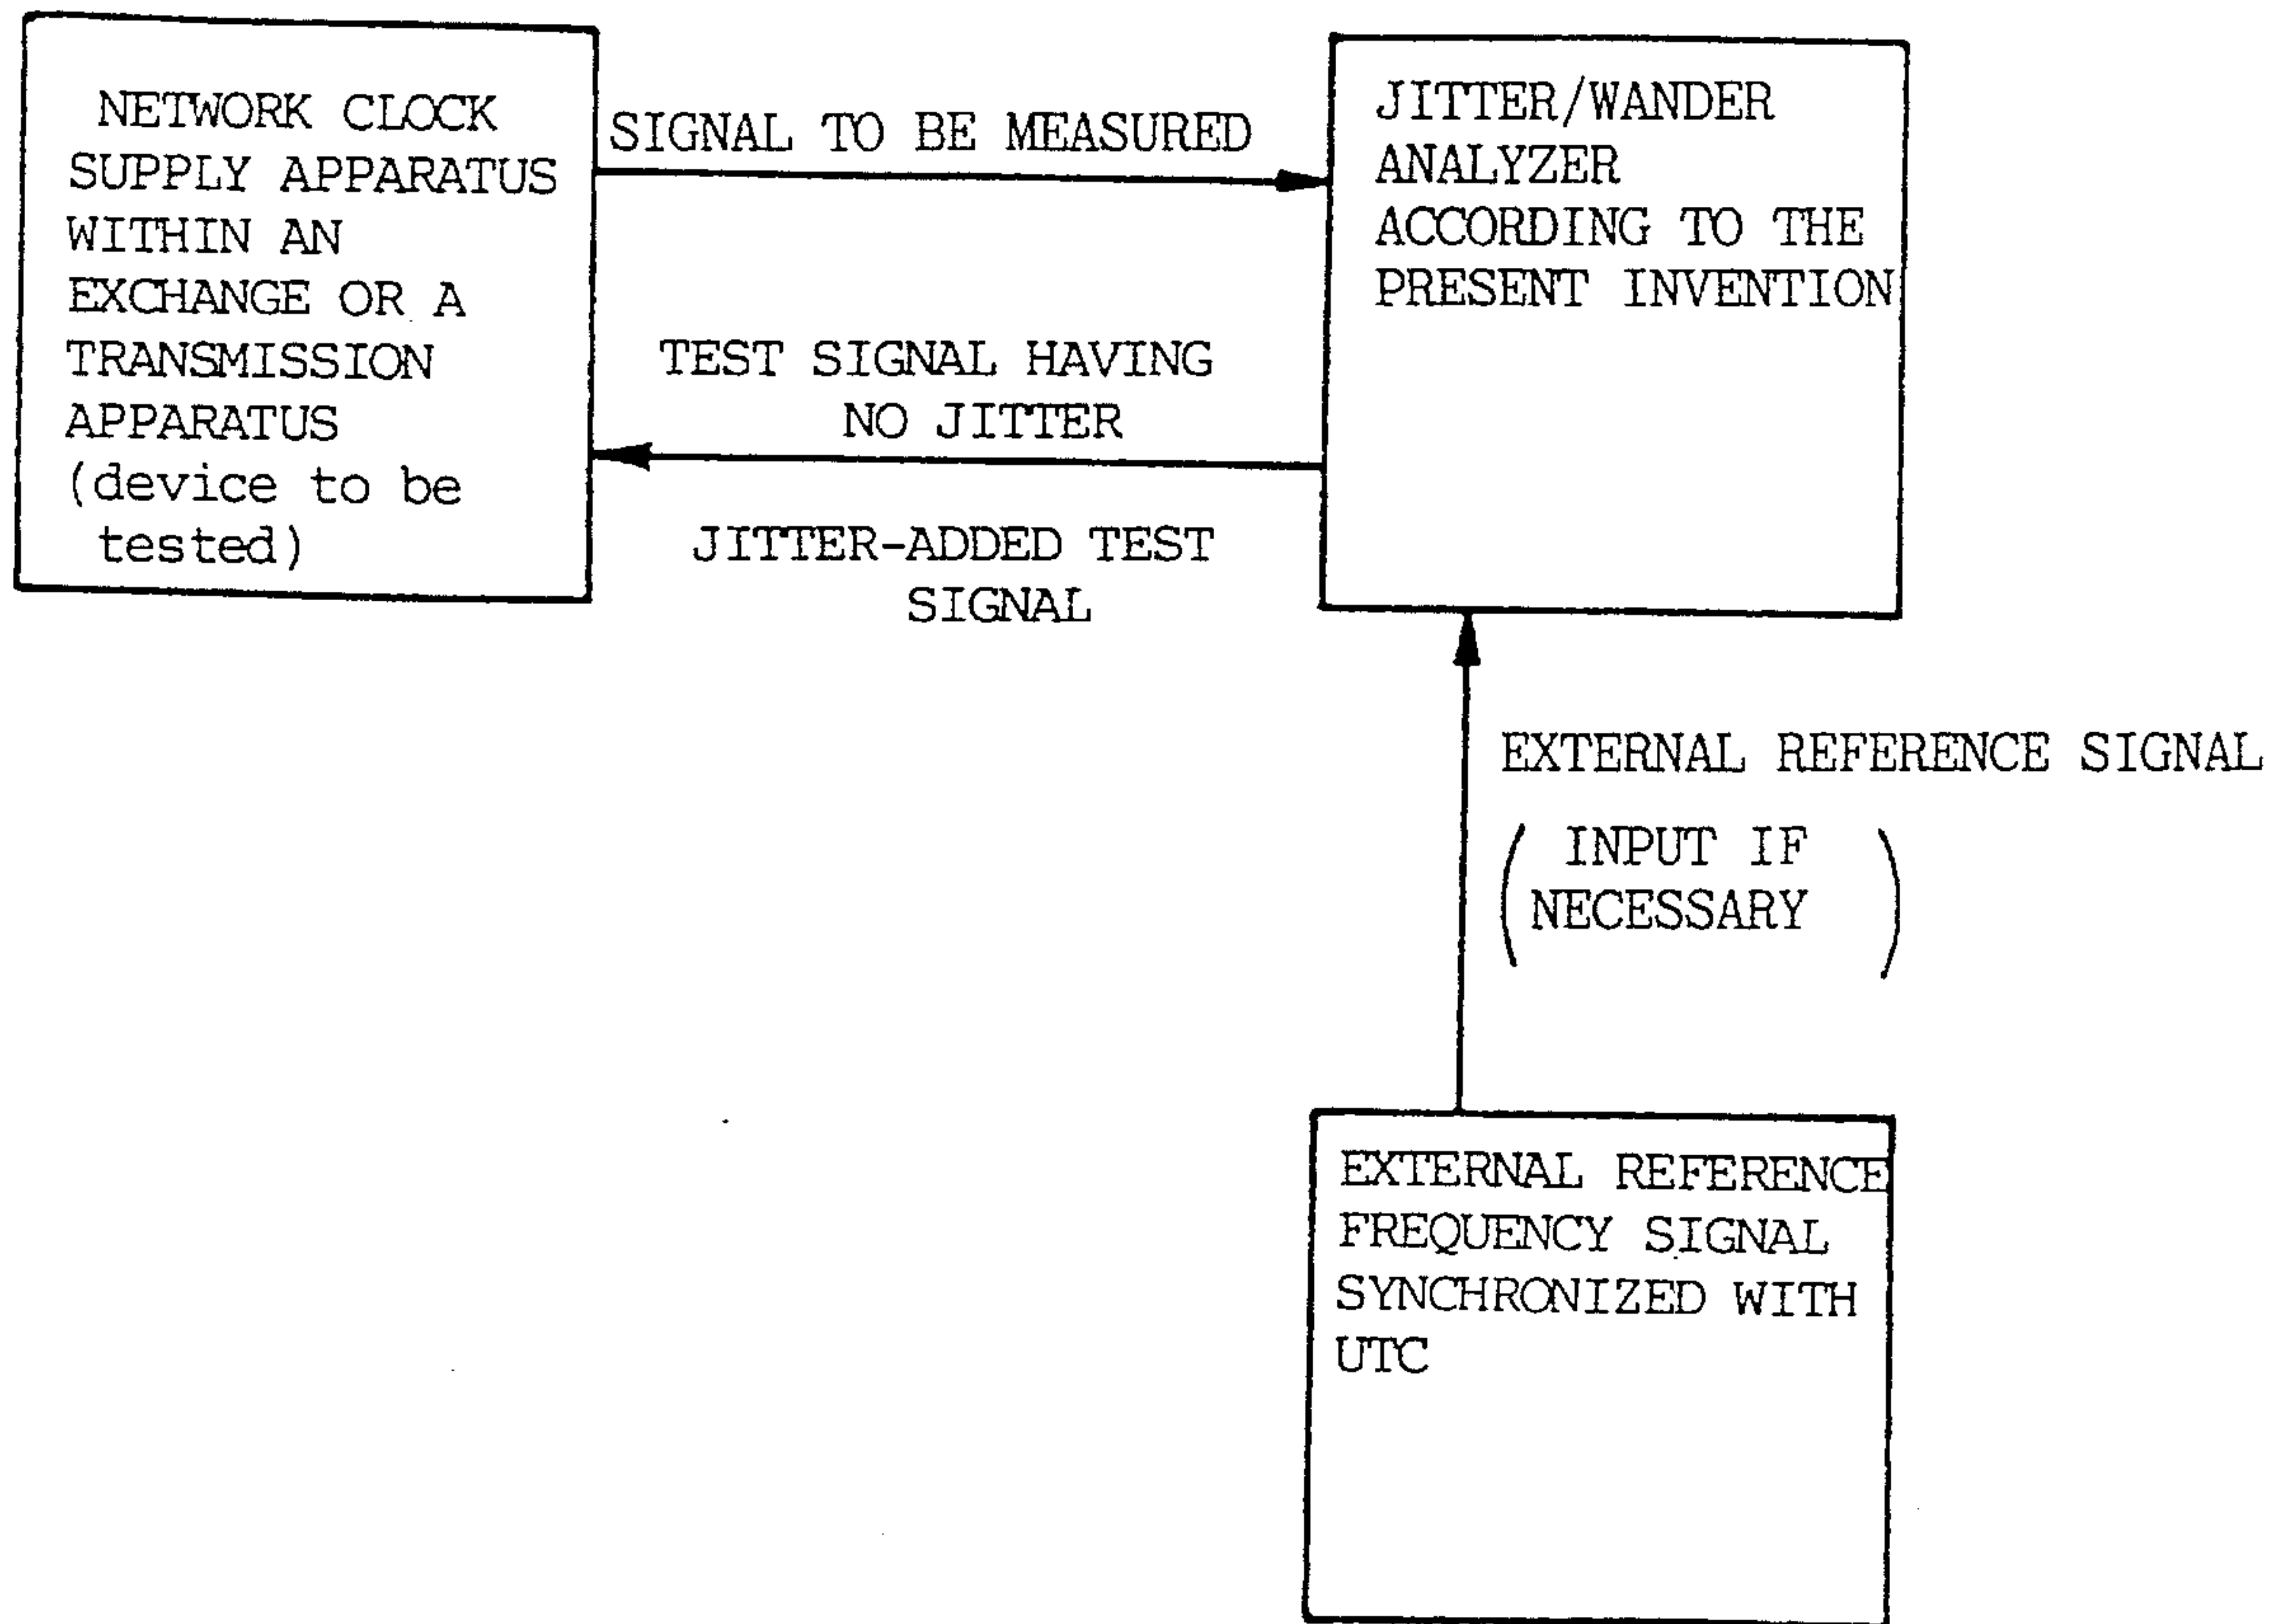 NETWORK CLOCK
SUPPLY APPARATUS
WITHIN AN
EXCHANGE OR A
TRANSMISSION
APPARATUS
(device to be
tested)
SIGNAL TO BE MEASURED
TEST SIGNAL HAVING
NO JITTER
JITTER-ADDED TEST
SIGNAL
JITTER/WANDER
ANALYZER
ACCORDING TO THE
PRESENT INVENTION
EXTERNAL REFERENCE SIGNAL
( INPUT IF
NECESSARY )
EXTERNAL REFERENCE
FREQUENCY SIGNAL
SYNCHRONIZED WITH
UTC